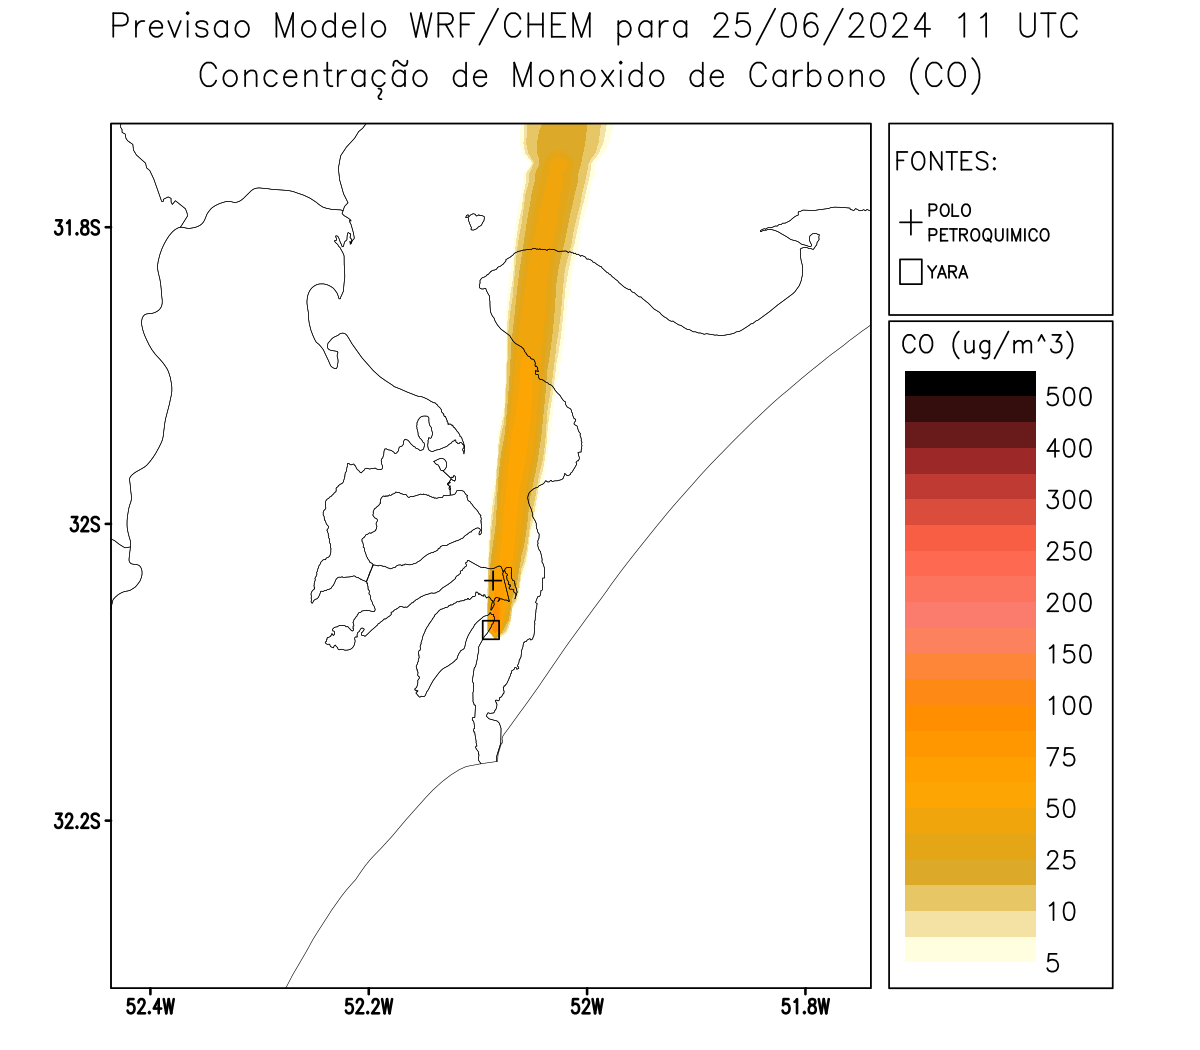 Previsao Modelo WRF/CHEM para 25/06/2024 11 UTC
Concentração de Monoxido de Carbono (CO)
FONTES:
POLO
PETROQUIMICO
YARA
CO (ug/m^3)
500
400
300
250
200
150
100
75
50
25
10
5
31.8S
32S
32.2S
52.4W
52.2W
52W
51.8W